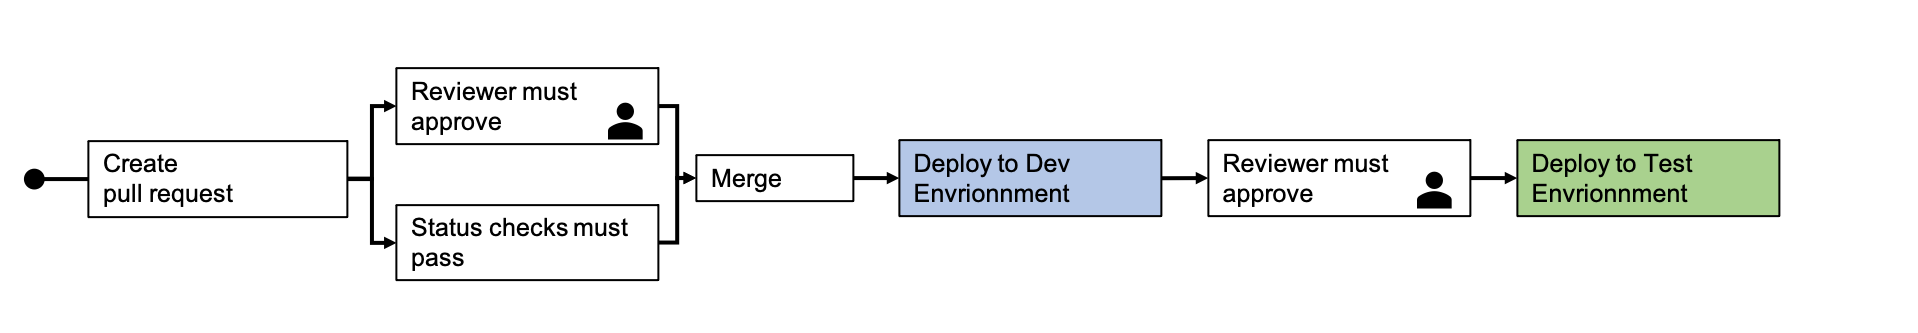 Create
pull request
Reviewer must
approve
Status checks must
pass
Merge
Deploy to Dev
Envrionnment
Reviewer must
approve
Deploy to Test
Envrionnment